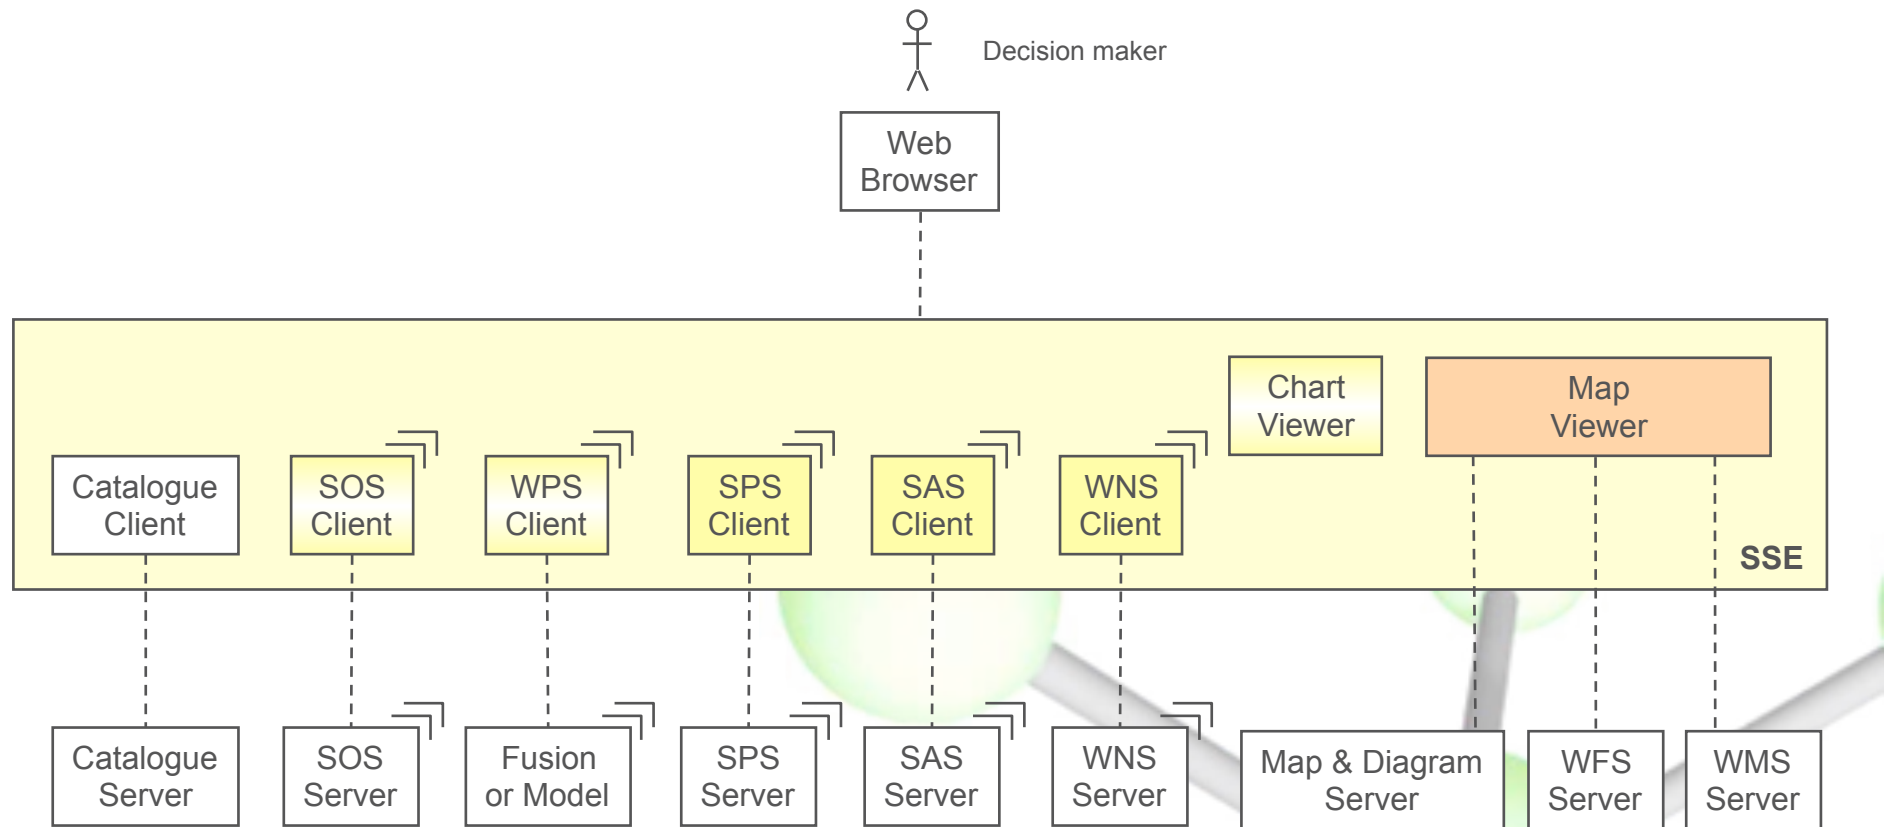 Decision maker
Web
Browser
Chart
Viewer
Map
Viewer
Catalogue
Client
SOS
Client
WPS
Client
SPS
Client
SAS
Client
WNS
Client
SSE
Catalogue
Server
SOS
Server
Fusion
or Model
SPS
Server
SAS
Server
WNS
Server
Map & Diagram
Server
WFS
Server
WMS
Server